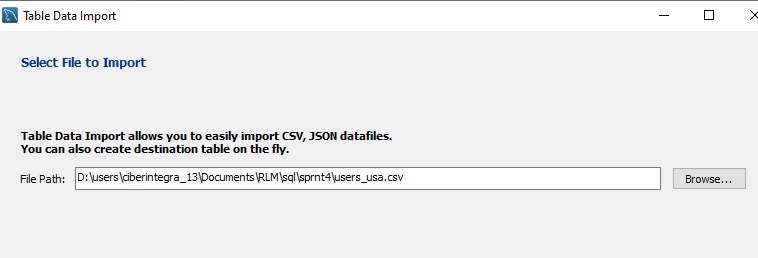 Table Data Import
Select File to Import
Table Data Import allows you to easily import CSV, JSON datafiles.
You can also create destination table on the fly.
File Path: D:\users\ciberintegra_13\Documents\RLM\sql\sprnt4\users_usa.csv Browse...